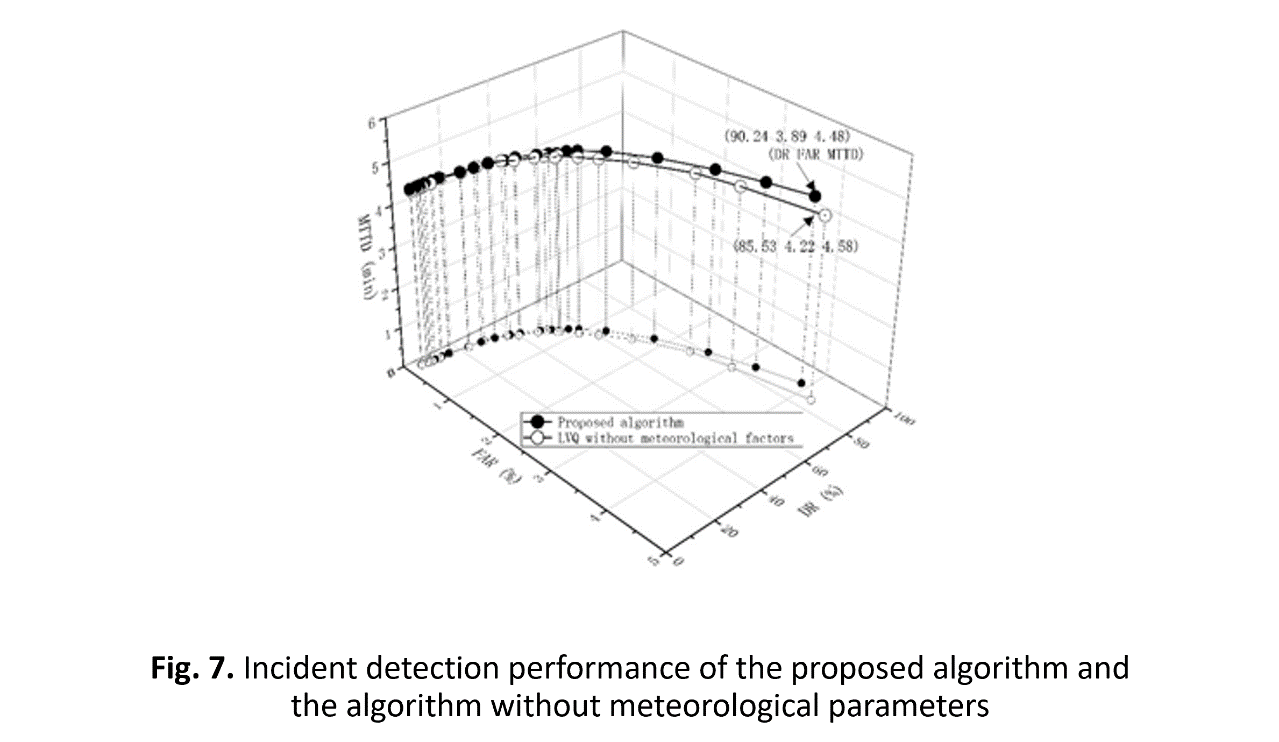 6
5
4
3
2
1
0
MTTD (min)
(90.24 3.89 4.48)
(DR FAR MTTD)
(85.53 4.22 4.58)
Proposed algorithm
LVQ without meteorological factors
1
2
3
4
5
FAR (%)
0
20
40
60
80
100
DR (%)
Fig. 7. Incident detection performance of the proposed algorithm and
the algorithm without meteorological parameters